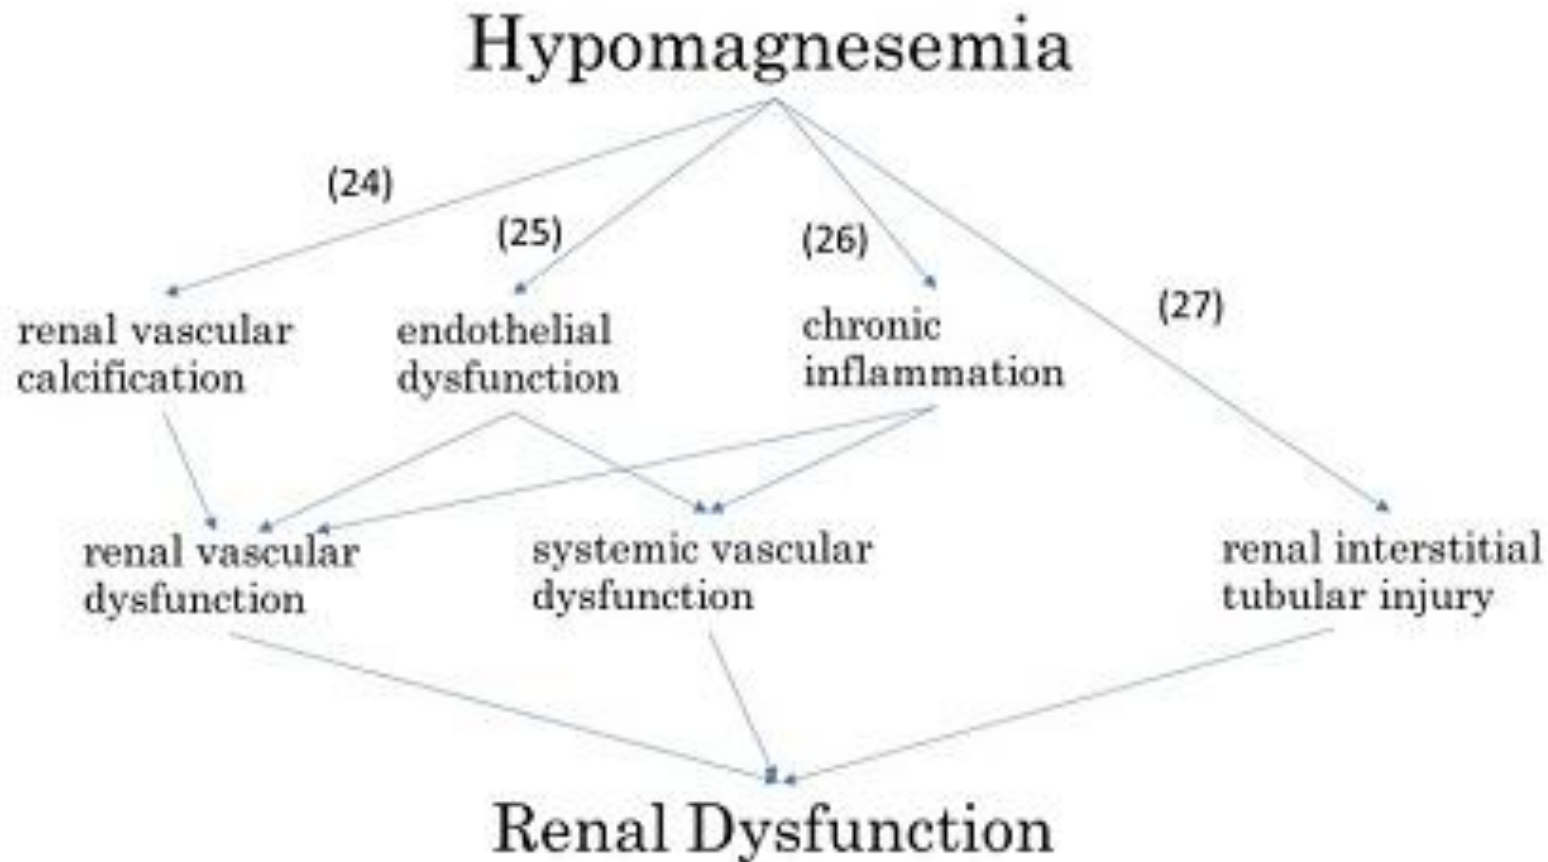 Hypomagnesemia
(24)
(25)
(26)
(27)
renal vascular
calcification
endothelial
dysfunction
chronic
inflammation
renal vascular
dysfunction
systemic vascular
dysfunction
renal interstitial
tubular injury
Renal Dysfunction